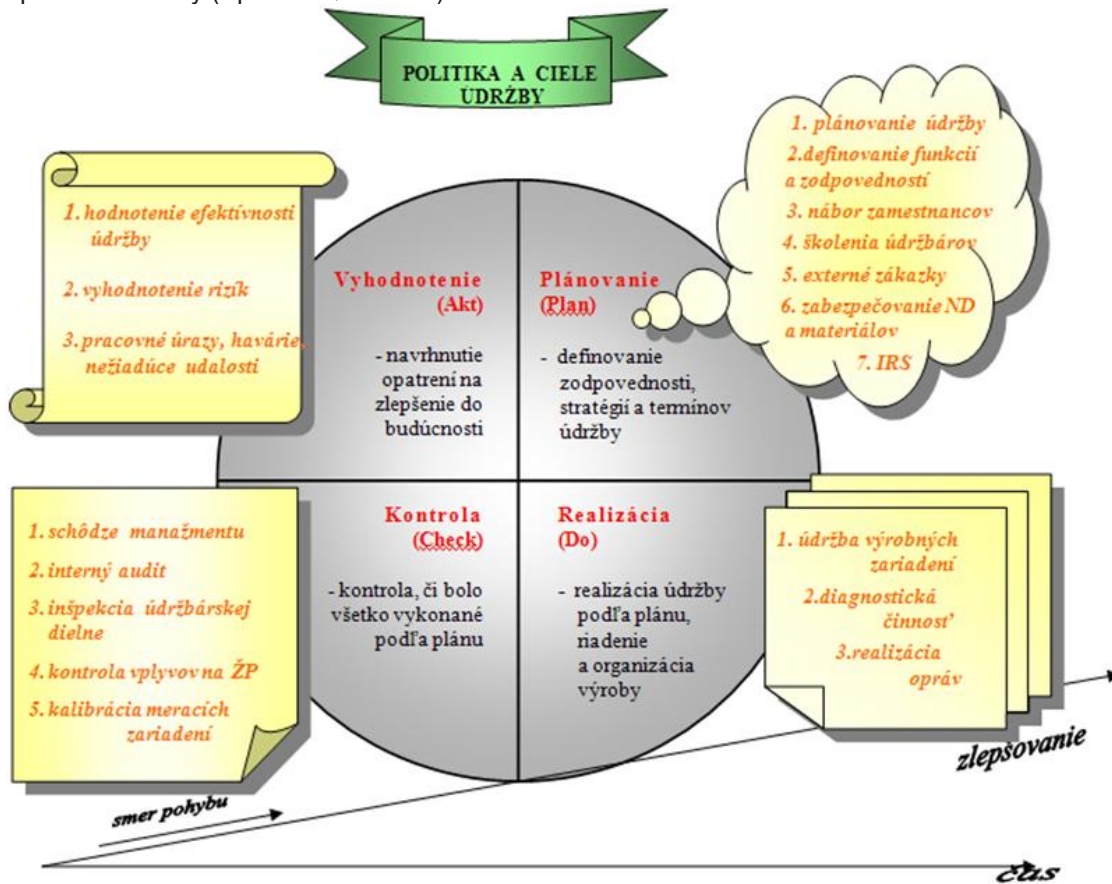 POLITIKA A CIELE
ÚDRŽBY
1. hodnotenie efektívnosti
údržby
2. vyhodnotenie rizík
3. pracovné úrazy, havárie,
nežiadúce udalosti
1. plánovanie údržby
2.definovanie funkcií
a zodpovedností
3. nábor zamestnancov
4. školenia údržbárov
5. externé zákazky
6. zabezpečovanie ND
a materiálov
7. IRS
Vyhodnotenie
(Akt)
- navrhnutie
opatrení na
zlepšenie do
budúcnosti
Plánovanie
(Plan)
- definovanie
zodpovednosti,
stratégií a termínov
údržby
Kontrola
(Check)
- kontrola, či bolo
všetko vykonané
podľa plánu
Realizácia
(Do)
- realizácia údržby
podľa plánu,
riadenie
a organizácia
výroby
1. schôdze manažmentu
2. interný audit
3. inšpekcia údržbárskej
dielne
4. kontrola vplyvov na ŽP
5. kalibrácia meracích
zariadení
1. údržba výrobných
zariadení
2.diagnostická
činnosť
3.realizácia
opráv
smer pohybu
zlepšovanie
čas